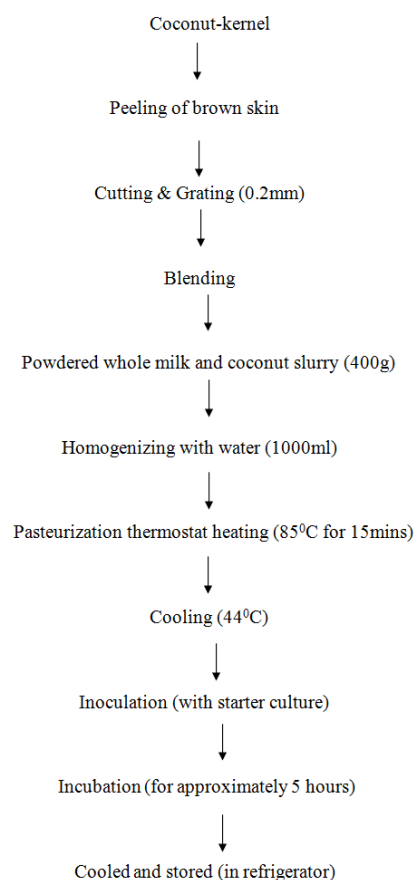 Coconut-kernel
Peeling of brown skin
Cutting & Grating (0.2mm)
Blending
Powdered whole milk and coconut slurry (400g)
Homogenizing with water (1000ml)
Pasteurization thermostat heating (85⁰C for 15mins)
Cooling (44⁰C)
Inoculation (with starter culture)
Incubation (for approximately 5 hours)
Cooled and stored (in refrigerator)